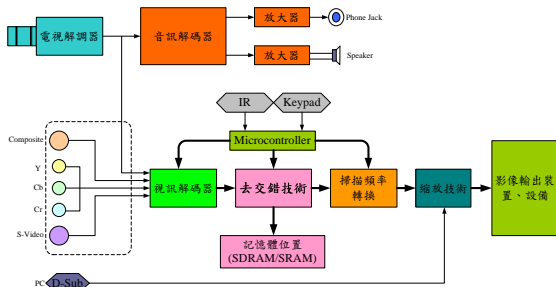 電視解調器
音訊解碼器
放大器
Phone Jack
放大器
Speaker
IR
Keypad
Microcontroller
Composite
Y
Cb
Cr
S-Video
視訊解碼器
去交錯技術
掃描頻率
轉換
縮放技術
影像輸出裝
置、設備
記憶體位置
(SDRAM/SRAM)
PC
D-Sub